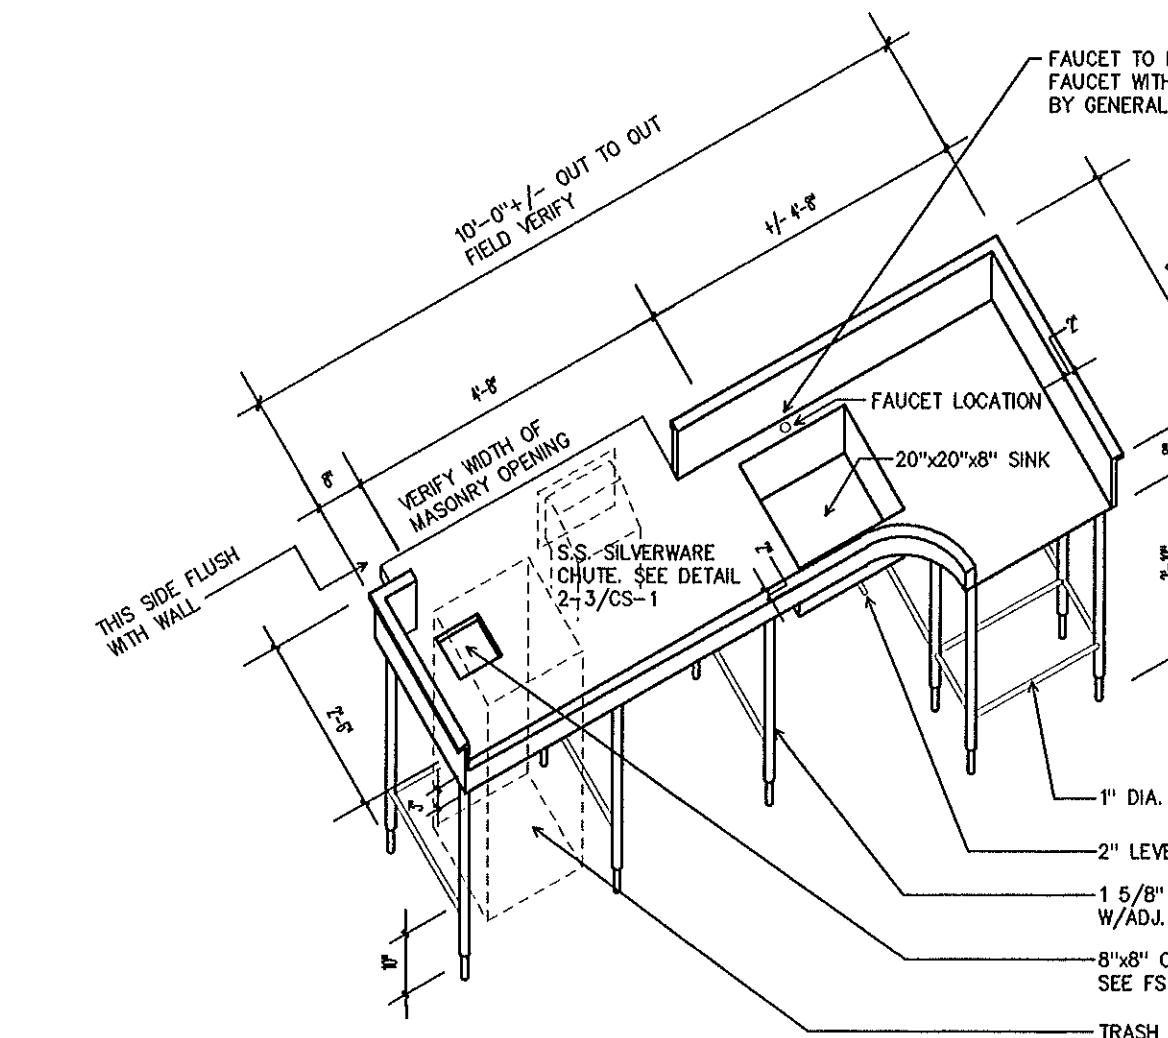 FAUCET TO
FAUCET WITH
BY GENERAL
10'-0"+/- OUT TO OUT
FIELD VERIFY
+/- 4'-8"
4'-8"
8"
VERIFY WIDTH OF
MASONRY OPENING
FAUCET LOCATION
20"x20"x8" SINK
THIS SIDE FLUSH
WITH WALL
S.S. SILVERWARE
CHUTE. SEE DETAIL
2-3/CS-1
1" DIA.
2" LEVE
1 5/8"
W/ADJ.
10"
8"x8"
SEE FS
TRASH